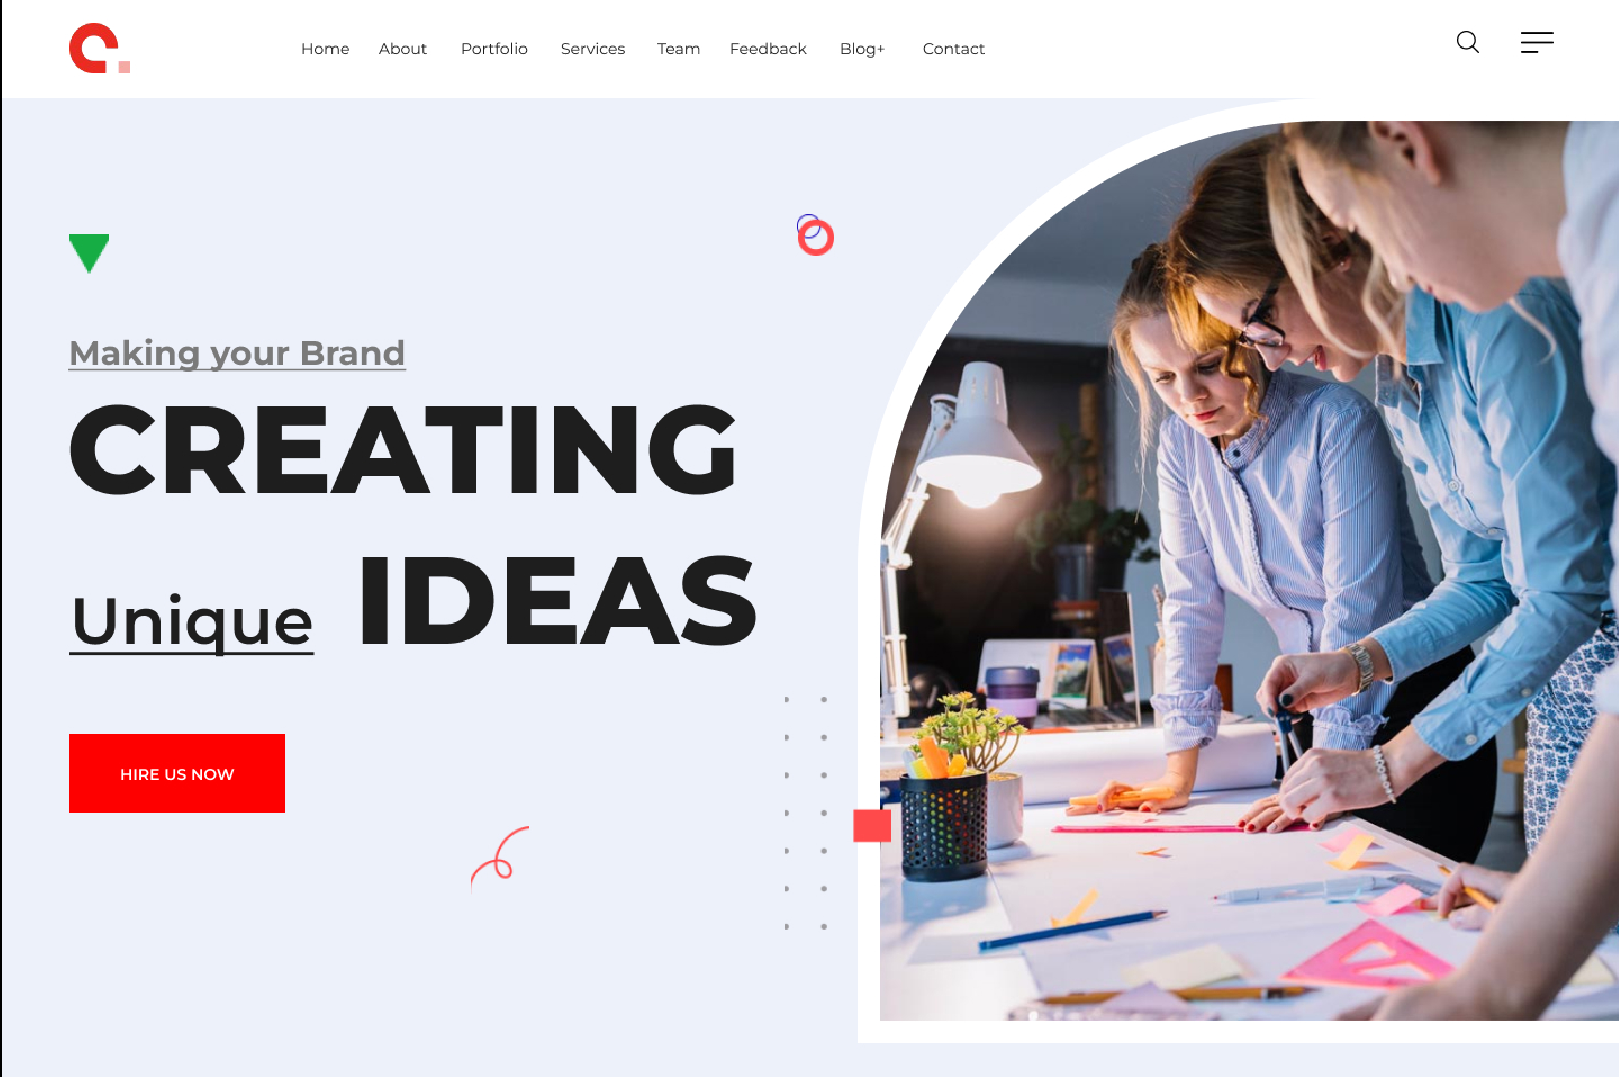 Home About Portfolio Services Team Feedback Blog+ Contact
Making your Brand
CREATING
Unique IDEAS
HIRE US NOW